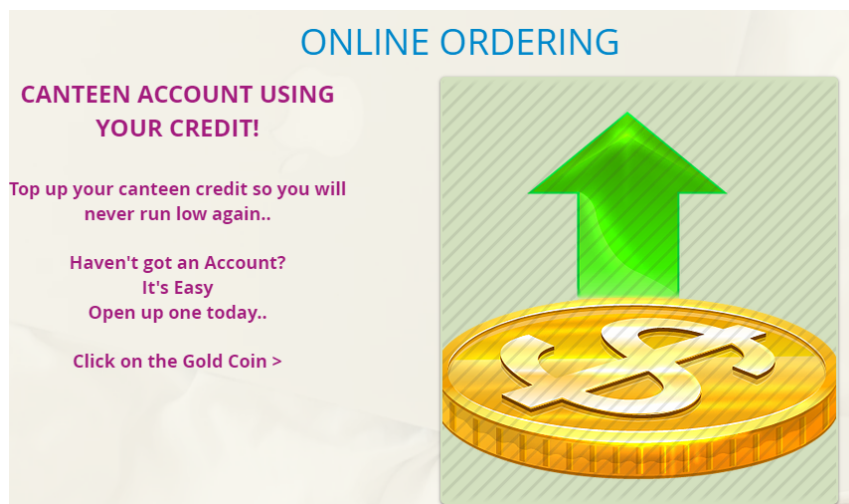 ONLINE ORDERING
CANTEEN ACCOUNT USING
YOUR CREDIT!
Top up your canteen credit so you will
never run low again..
Haven't got an Account?
It's Easy
Open up one today..
Click on the Gold Coin >
$